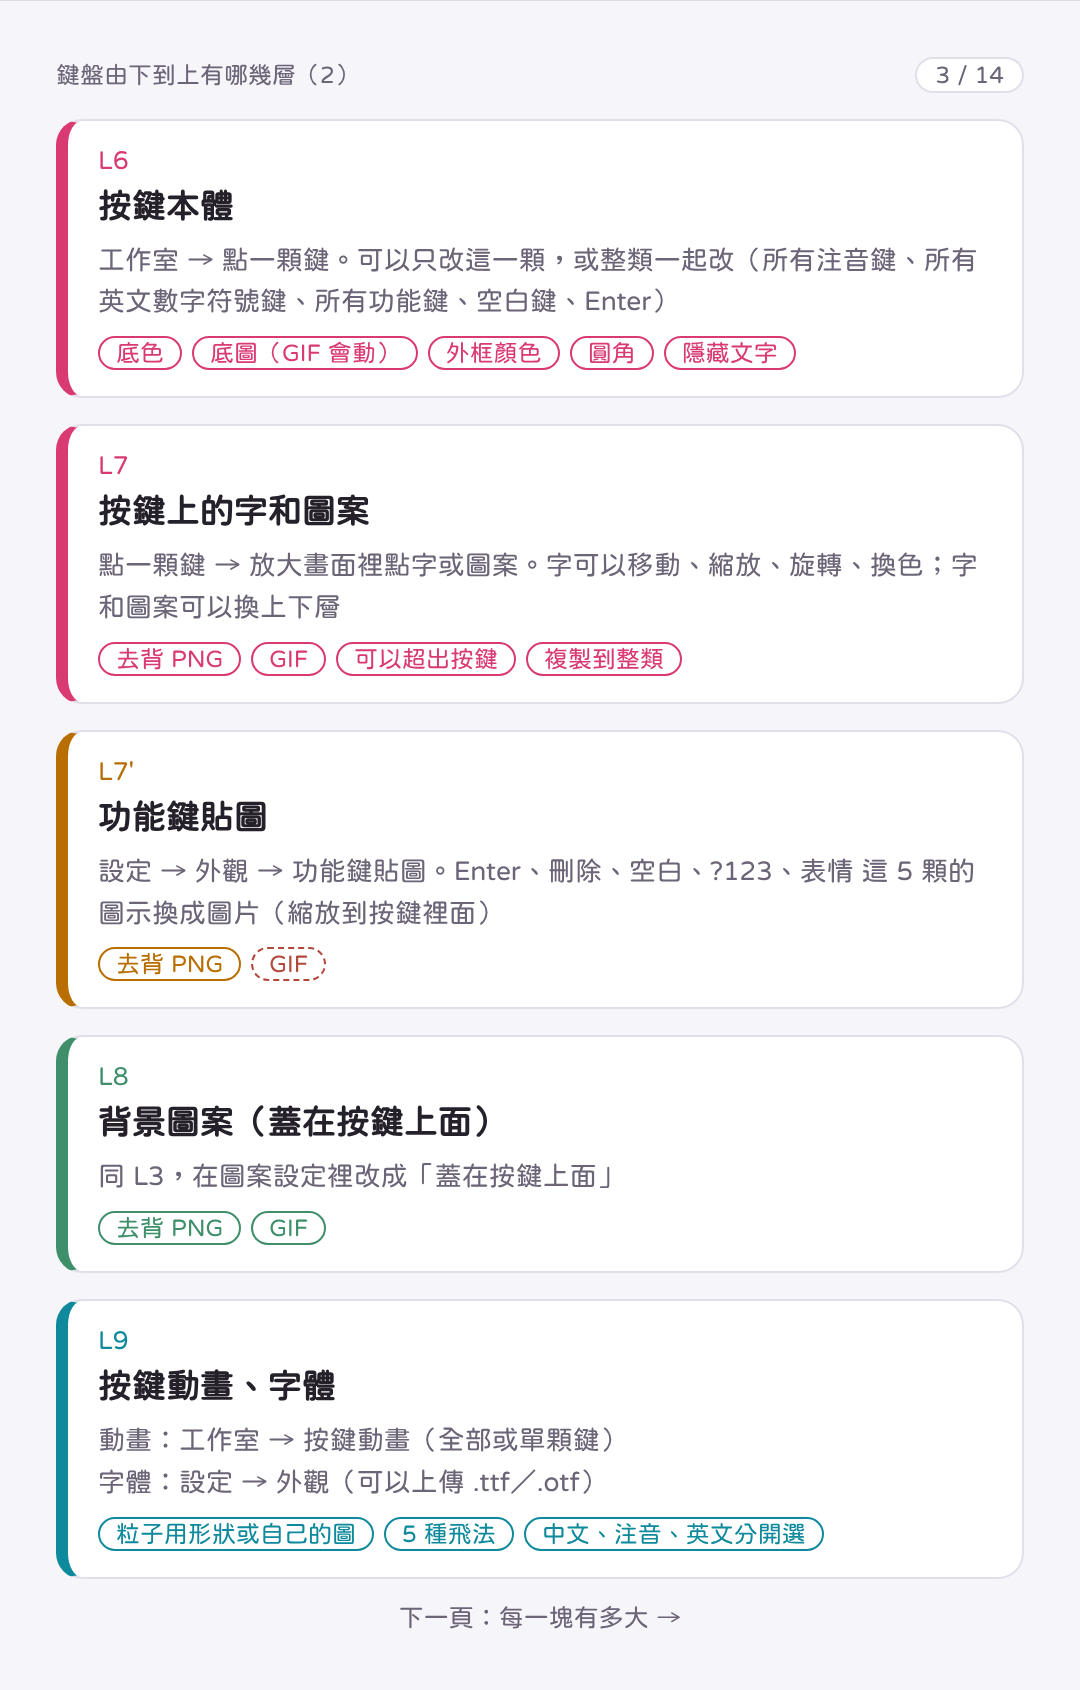 鍵盤由下到上有哪幾層（2）
3 / 14
L6
按鍵本體
工作室 → 點一顆鍵。可以只改這一顆，或整類一起改（所有注音鍵、所有
英文數字符號鍵、所有功能鍵、空白鍵、Enter）
底色 底圖（GIF 會動） 外框顏色 圓角 隱藏文字
L7
按鍵上的字和圖案
點一顆鍵 → 放大畫面裡點字或圖案。字可以移動、縮放、旋轉、換色；字
和圖案可以換上下層
去背 PNG GIF 可以超出按鍵 複製到整類
L7'
功能鍵貼圖
設定 → 外觀 → 功能鍵貼圖。Enter、刪除、空白、?123、表情 這 5 顆的
圖示換成圖片（縮放到按鍵裡面）
去背 PNG GIF
L8
背景圖案（蓋在按鍵上面）
同 L3，在圖案設定裡改成「蓋在按鍵上面」
去背 PNG GIF
L9
按鍵動畫、字體
動畫：工作室 → 按鍵動畫（全部或單顆鍵）
字體：設定 → 外觀（可以上傳 .ttf／.otf）
粒子用形狀或自己的圖 5 種飛法 中文、注音、英文分開選
下一頁：每一塊有多大 →